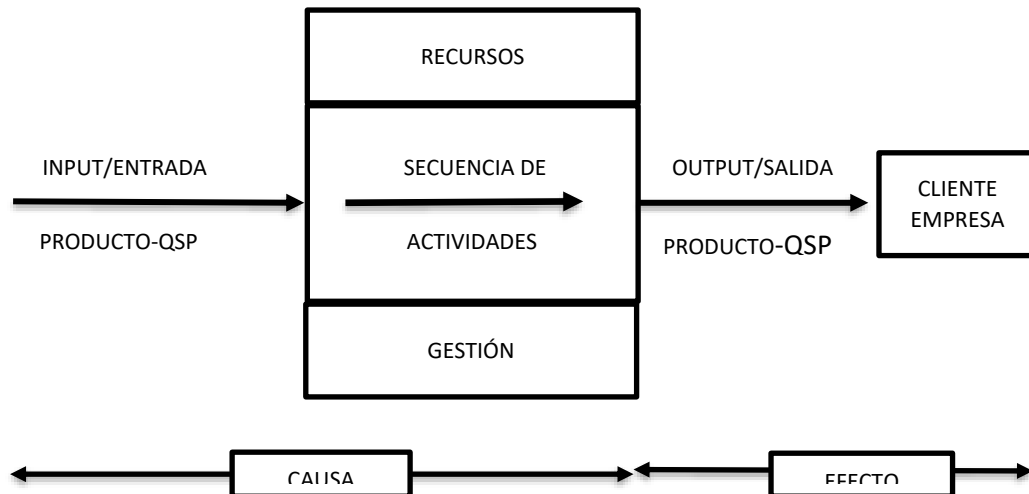 RECURSOS
INPUT/ENTRADA
PRODUCTO-QSP
SECUENCIA DE
ACTIVIDADES
OUTPUT/SALIDA
PRODUCTO-QSP
CLIENTE
EMPRESA
GESTIÓN
CAUSA
EFECTO